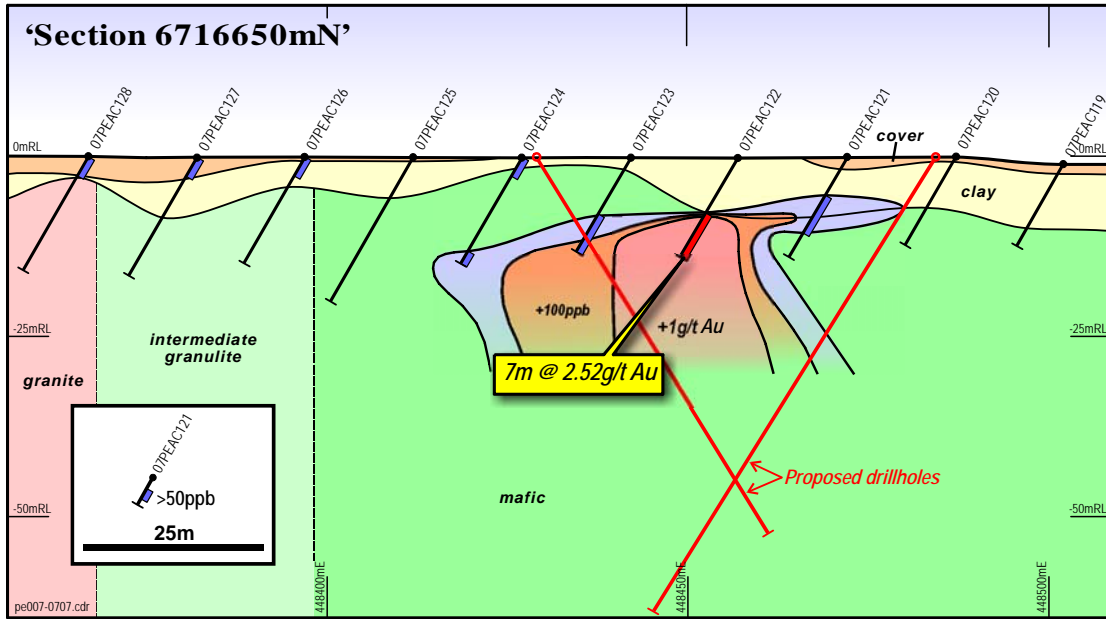 ‘Section 6716650mN’
07PEAC128
07PEAC127
07PEAC126
07PEAC125
07PEAC124
07PEAC123
07PEAC122
07PEAC121
07PEAC120
07PEAC119
0mRL
cover
0mRL
clay
+100ppb
+1g/t Au
-25mRL
-25mRL
intermediate
granulite
granite
7m @ 2.52g/t Au
07PEAC121
>50ppb
25m
mafic
Proposed drillholes
-50mRL
-50mRL
448400mE
448450mE
448500mE
pe007-0707.cdr